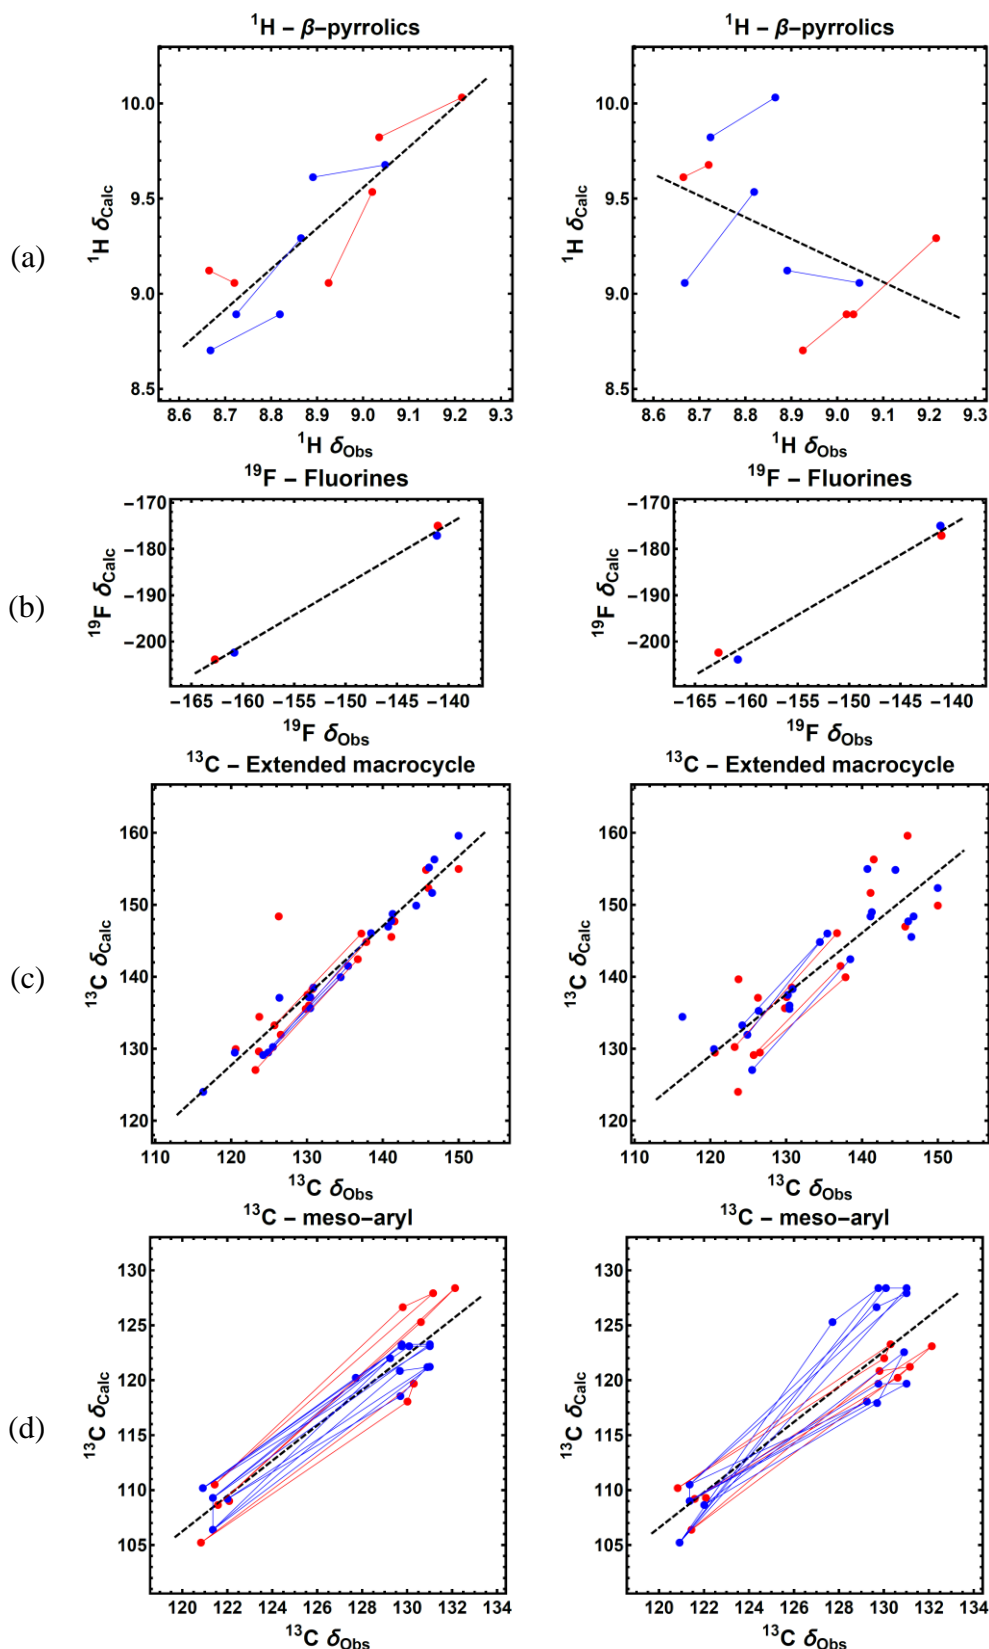 ¹H – β–pyrrolics
¹H – β–pyrrolics
(a)
¹H δCalc
10.0
9.5
9.0
8.5
8.6 8.7 8.8 8.9 9.0 9.1 9.2 9.3
¹H δObs
¹H δCalc
10.0
9.5
9.0
8.5
8.6 8.7 8.8 8.9 9.0 9.1 9.2 9.3
¹H δObs
¹⁹F – Fluorines
¹⁹F – Fluorines
(b)
¹⁹F δCalc
−170
−180
−190
−200
−165 −160 −155 −150 −145 −140
¹⁹F δObs
¹⁹F δCalc
−170
−180
−190
−200
−165 −160 −155 −150 −145 −140
¹⁹F δObs
¹³C – Extended macrocycle
¹³C – Extended macrocycle
(c)
¹³C δCalc
160
150
140
130
120
110 120 130 140 150
¹³C δObs
¹³C δCalc
160
150
140
130
120
110 120 130 140 150
¹³C δObs
¹³C – meso–aryl
¹³C – meso–aryl
(d)
¹³C δCalc
130
125
120
115
110
105
120 122 124 126 128 130 132 134
¹³C δObs
¹³C δCalc
130
125
120
115
110
105
120 122 124 126 128 130 132 134
¹³C δObs